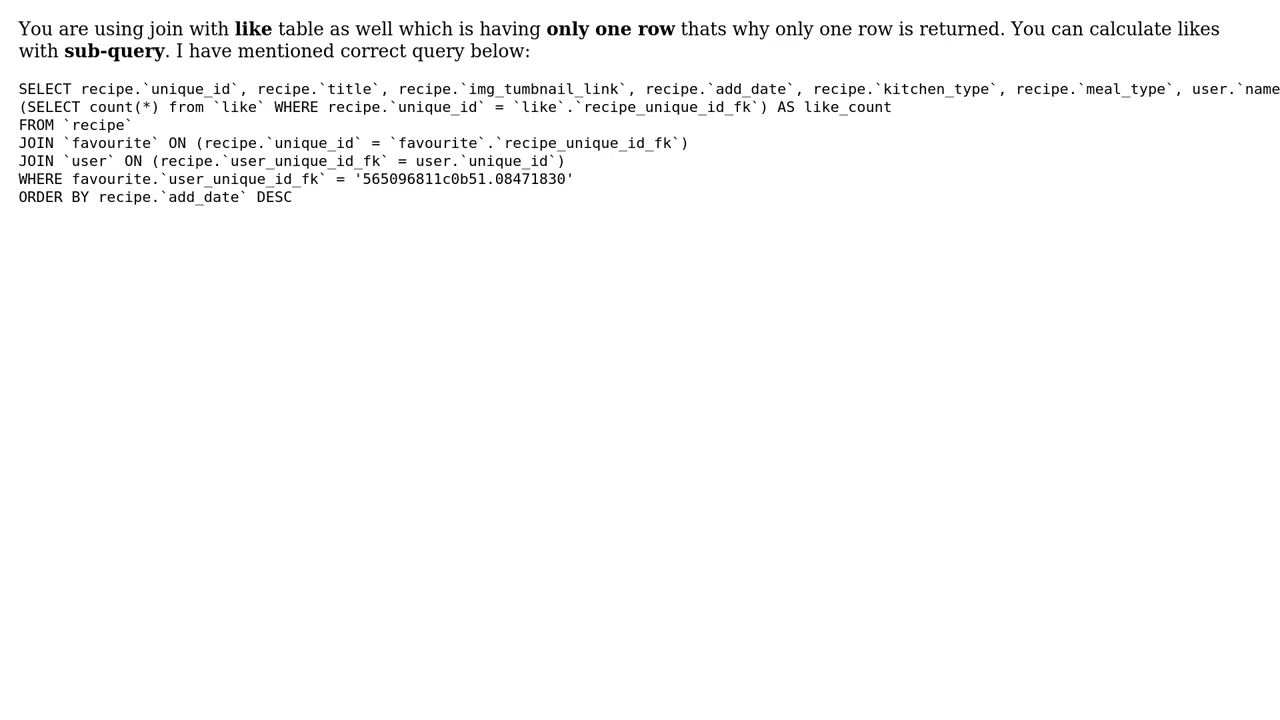 You are using join with like table as well which is having only one row thats why only one row is returned. You can calculate likes
with sub-query. I have mentioned correct query below:
SELECT recipe.`unique_id`, recipe.`title`, recipe.`img_tumbnail_link`, recipe.`add_date`, recipe.`kitchen_type`, recipe.`meal_type`, user.`name
(SELECT count(*) from `like` WHERE recipe.`unique_id` = `like`.`recipe_unique_id_fk`) AS like_count
FROM `recipe`
JOIN `favourite` ON (recipe.`unique_id` = `favourite`.`recipe_unique_id_fk`)
JOIN `user` ON (recipe.`user_unique_id_fk` = user.`unique_id`)
WHERE favourite.`user_unique_id_fk` = '565096811c0b51.08471830'
ORDER BY recipe.`add_date` DESC